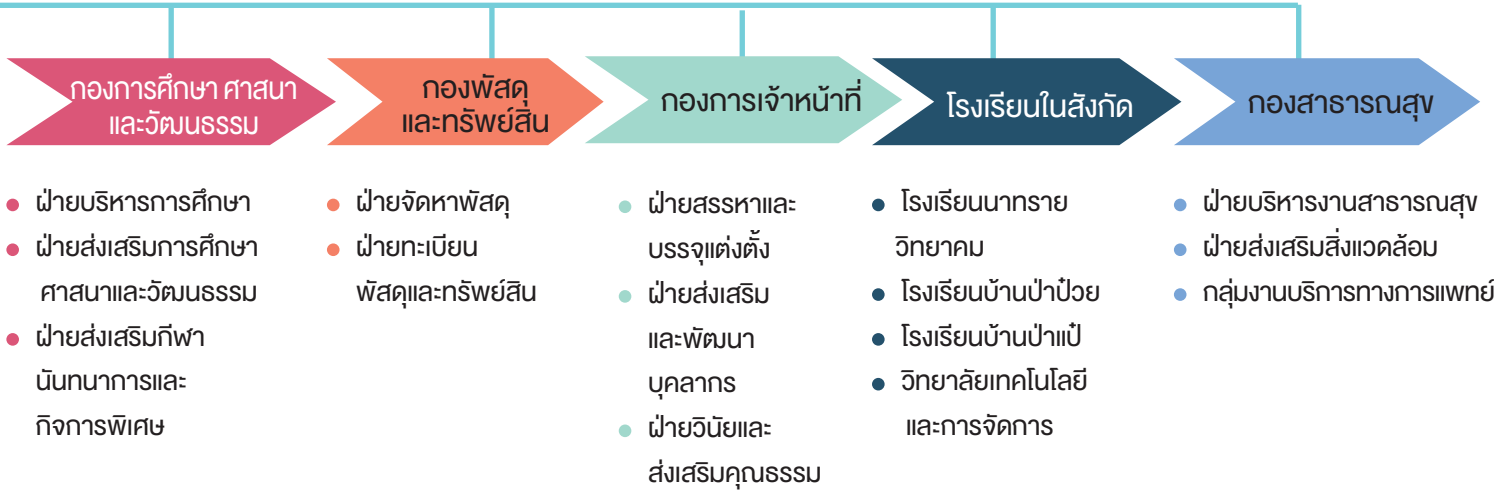 กองการศึกษา ศาสนา
และวัฒนธรรม
ฝ่ายบริหารการศึกษา
ฝ่ายส่งเสริมการศึกษา
ศาสนาและวัฒนธรรม
ฝ่ายส่งเสริมกีฬา
นันทนาการและ
กิจการพิเศษ
กองพัสดุ
และทรัพย์สิน
ฝ่ายจัดหาพัสดุ
ฝ่ายทะเบียน
พัสดุและทรัพย์สิน
กองการเจ้าหน้าที่
ฝ่ายสรรหาและ
บรรจุแต่งตั้ง
ฝ่ายส่งเสริม
และพัฒนา
บุคลากร
ฝ่ายวินัยและ
ส่งเสริมคุณธรรม
โรงเรียนในสังกัด
โรงเรียนนาทราย
วิทยาคม
โรงเรียนบ้านป่าป๋วย
โรงเรียนบ้านป่าแป๋
วิทยาลัยเทคโนโลยี
และการจัดการ
กองสาธารณสุข
ฝ่ายบริหารงานสาธารณสุข
ฝ่ายส่งเสริมสิ่งแวดล้อม
กลุ่มงานบริการทางการแพทย์